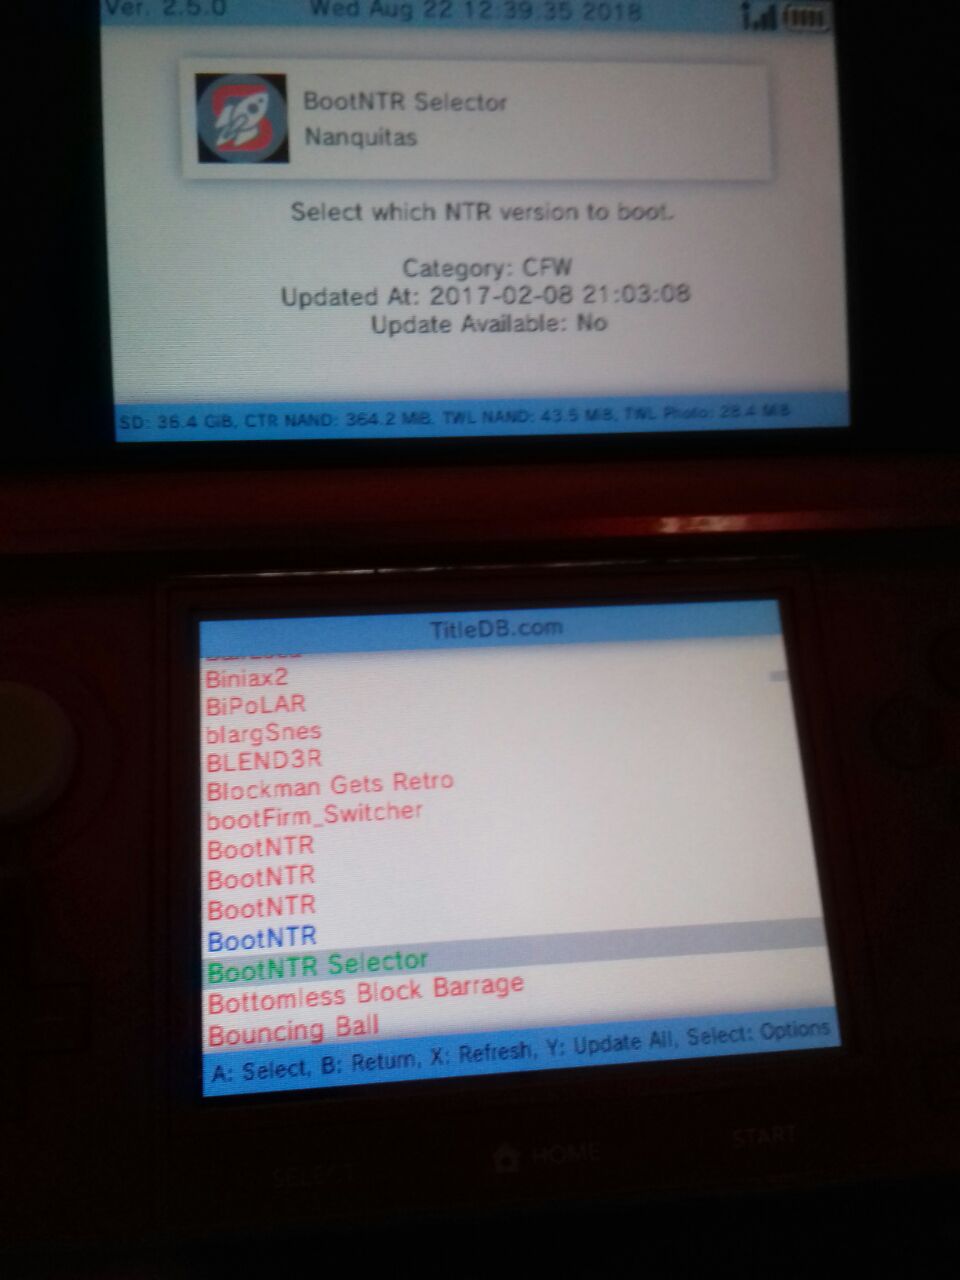 Ver. 2.5.0
Wed Aug 22 12:39:35 2018
BootNTR Selector
Nanquitas
Select which NTR version to boot.
Category: CFW
Updated At: 2017-02-08 21:03:08
Update Available: No
SD: 36.4 GiB, CTR NAND: 364.2 MiB, TWL NAND: 43.5 MiB, TWL Photo: 28.4 MiB
TitleDB.com
Biniax2
BiPoLAR
blargSnes
BLEND3R
Blockman Gets Retro
bootFirm_Switcher
BootNTR
BootNTR
BootNTR
BootNTR
BootNTR Selector
Bottomless Block Barrage
Bouncing Ball
A: Select, B: Return, X: Refresh, Y: Update All, Select: Options
SELECT
HOME
START